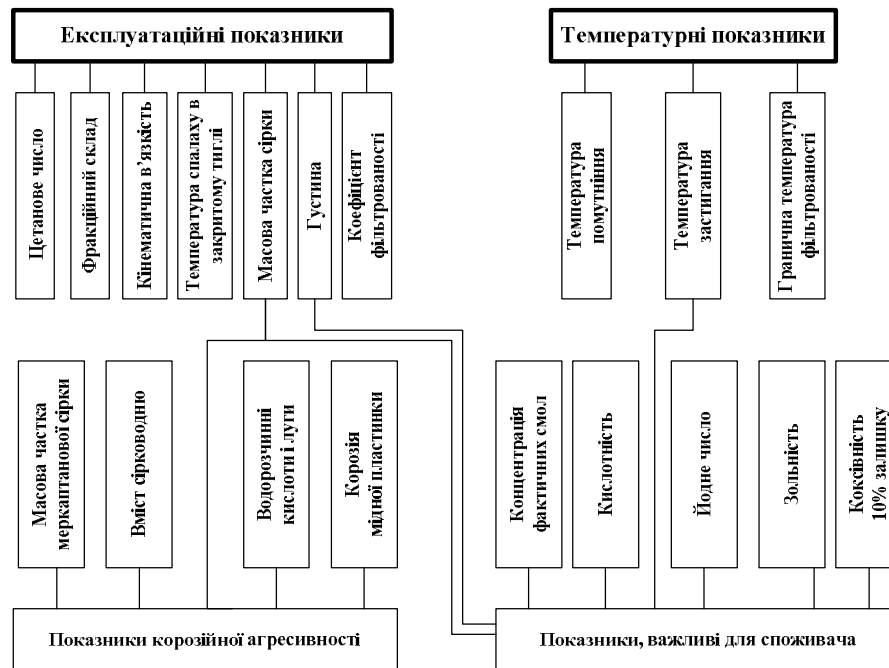 Експлуатаційні показники
Температурні показники
Цетанове число
Фракційний склад
Кінематична в’язкість
Температура спалаху в
закритому тиглі
Масова частка сірки
Густина
Коефіцієнт
фільтрованості
Температура
помутніння
Температура
застигання
Гранична температура
фільтрованості
Масова частка
меркаптанової сірки
Вміст сірководню
Водорозчинні
кислоти і луги
Корозія
мідної пластинки
Концентрація
фактичних смол
Кислотність
Йодне число
Зольність
Коксівність
10% залишку
Показники корозійної агресивності
Показники, важливі для споживача